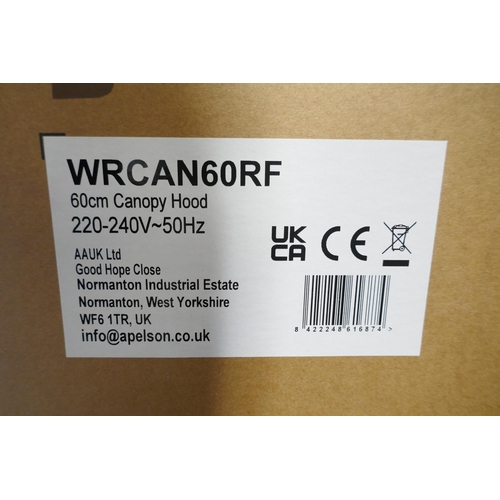 WRCAN60RF
60cm Canopy Hood
220-240V~50Hz
AAUK Ltd
Good Hope Close
Normanton Industrial Estate
Normanton, West Yorkshire
WF6 1TR, UK
info@apelson.co.uk
UK
CA CE
8 422248 616874 >